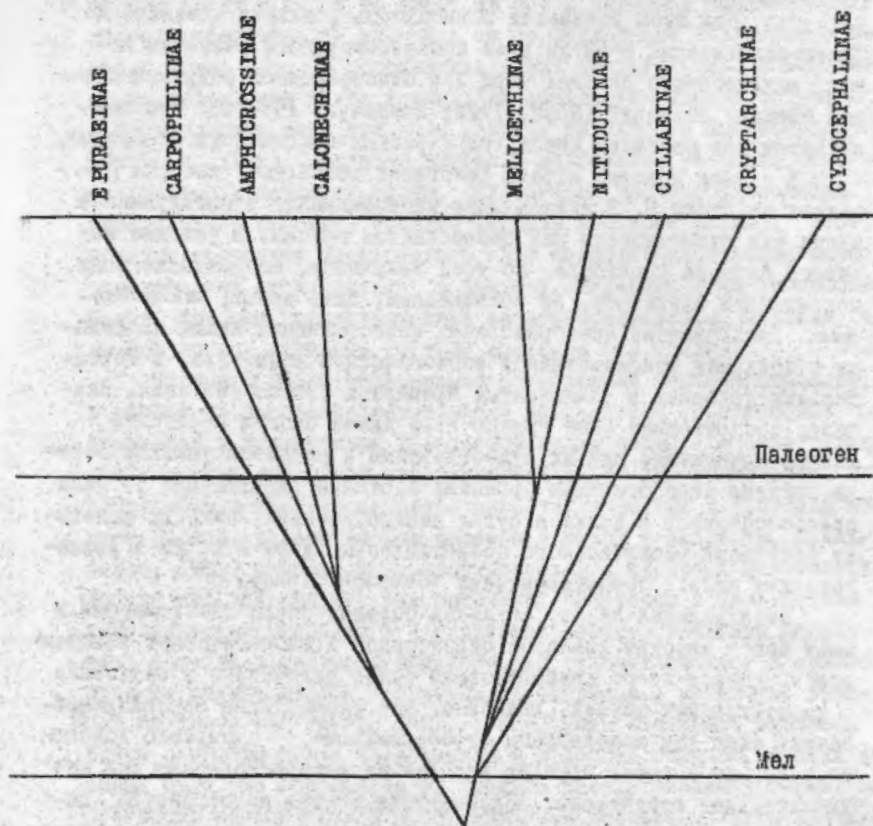 EPURAEINAE
CARPOPHILINAE
AMPHICROSSINAE
CALONECRINAE
MELIGETHINAE
NITIDULINAE
CILLAEINAE
CRYPTARCHINAE
CYBOCEPHALINAE
Палеоген
Мел